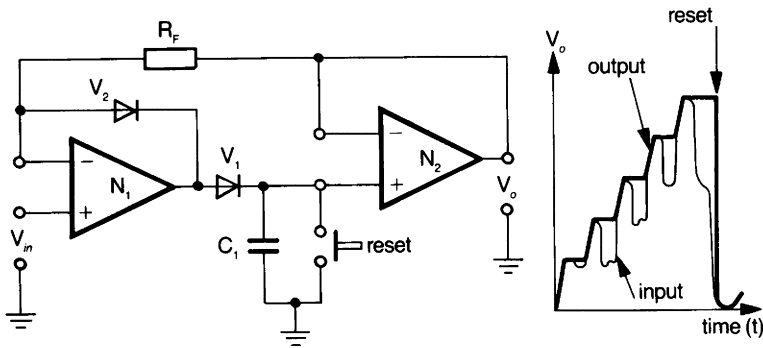 R_F
V_2
−
N_1
+
V_1
V_in
C_1
reset
−
N_2
+
V_o
V_o
reset
output
input
time (t)